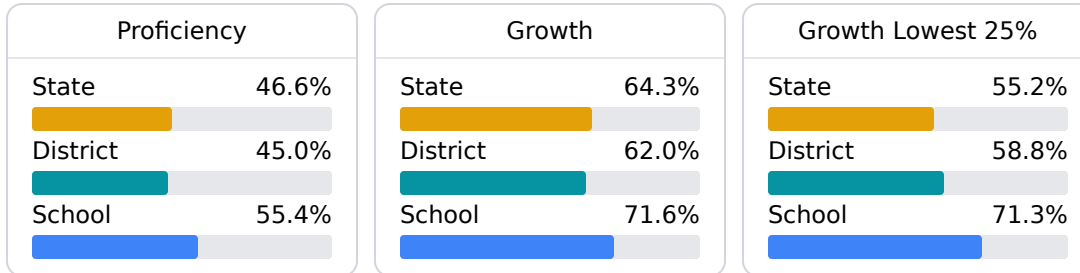 Proficiency
State 46.6%
District 45.0%
School 55.4%
Growth
State 64.3%
District 62.0%
School 71.6%
Growth Lowest 25%
State 55.2%
District 58.8%
School 71.3%